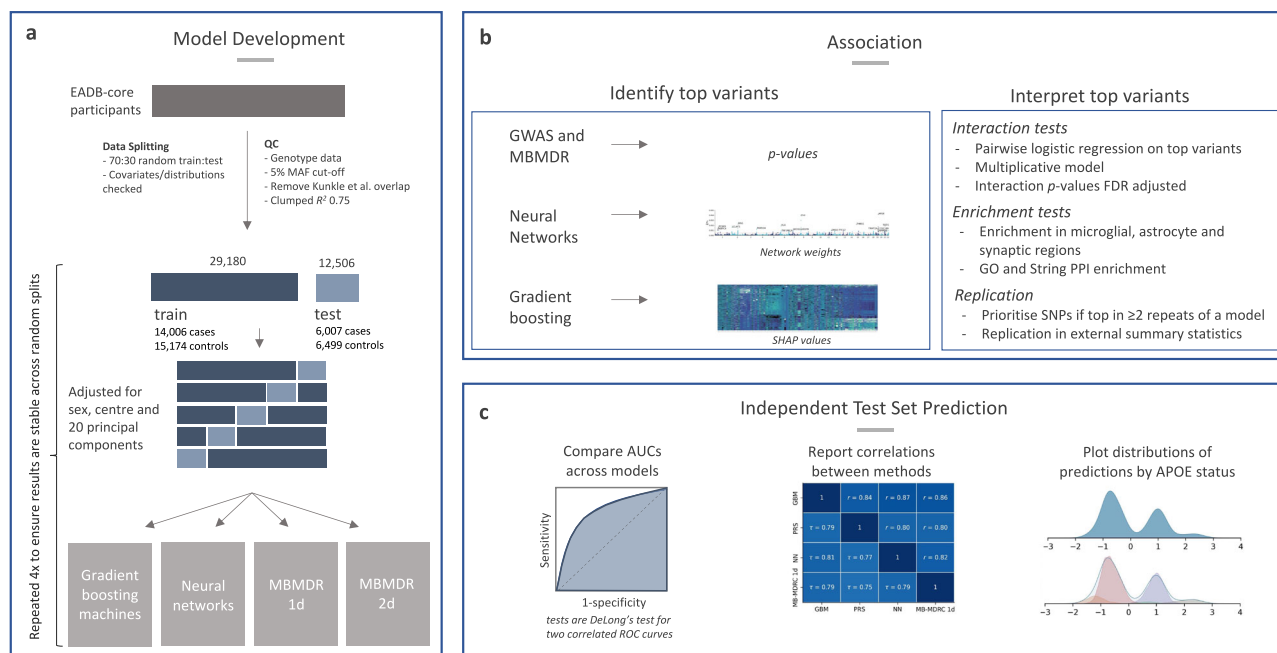 a
Model Development
EADB-core
participants
Data Splitting
- 70:30 random train:test
- Covariates/distributions
checked
QC
- Genotype data
- 5% MAF cut-off
- Remove Kunkle et al. overlap
- Clumped R² 0.75
29,180
12,506
train
test
14,006 cases
15,174 controls
6,007 cases
6,499 controls
Adjusted for
sex, centre and
20 principal
components
Repeated 4x to ensure results are stable across random splits
Gradient
boosting
machines
Neural
networks
MBMDR
1d
MBMDR
2d
b
Association
Identify top variants
GWAS and
MBMDR
p-values
Neural
Networks
Network weights
Gradient
boosting
SHAP values
Interpret top variants
Interaction tests
- Pairwise logistic regression on top variants
- Multiplicative model
- Interaction p-values FDR adjusted
Enrichment tests
- Enrichment in microglial, astrocyte and
synaptic regions
- GO and String PPI enrichment
Replication
- Prioritise SNPs if top in ≥2 repeats of a model
- Replication in external summary statistics
c
Independent Test Set Prediction
Compare AUCs
across models
Sensitivity
1-specificity
tests are DeLong's test for
two correlated ROC curves
Report correlations
between methods
GBM
1
r = 0.84
r = 0.87
r = 0.86
PRS
τ = 0.79
1
r = 0.80
r = 0.80
NN
τ = 0.81
τ = 0.77
1
r = 0.82
MB-MDRC 1d
τ = 0.79
τ = 0.75
τ = 0.79
1
GBM
PRS
NN
MB-MDRC 1d
Plot distributions of
predictions by APOE status
−3 −2 −1 0 1 2 3 4
−3 −2 −1 0 1 2 3 4